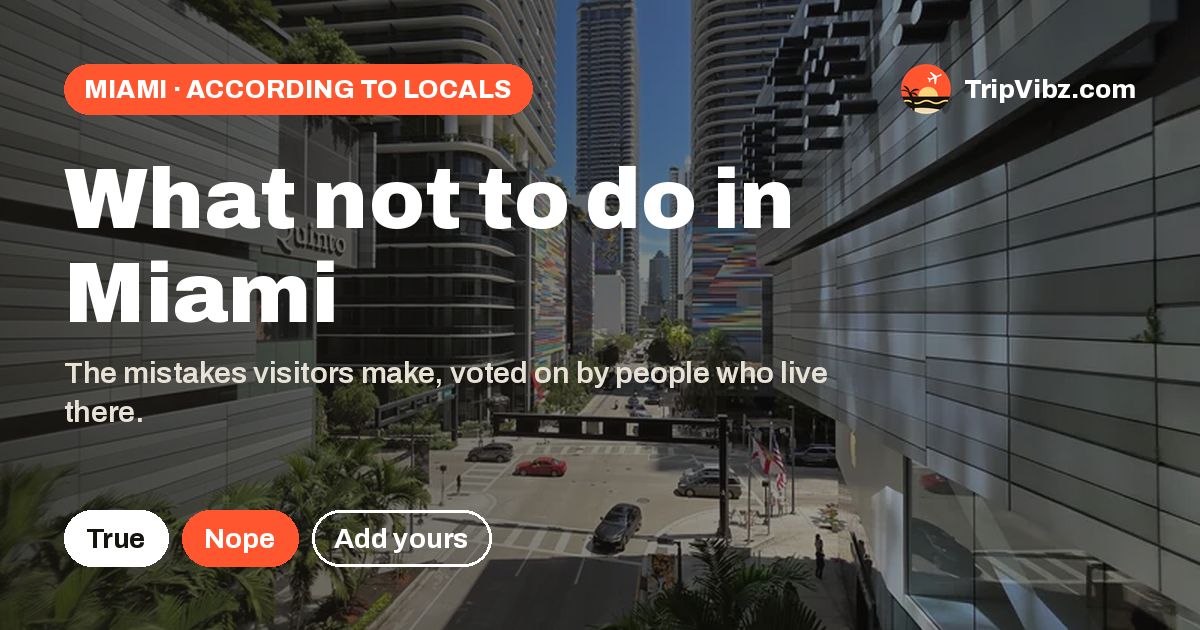 MIAMI · ACCORDING TO LOCALS
TripVibz.com
What not to do in
Miami
Quinto
The mistakes visitors make, voted on by people who live
there.
True
Nope
Add yours